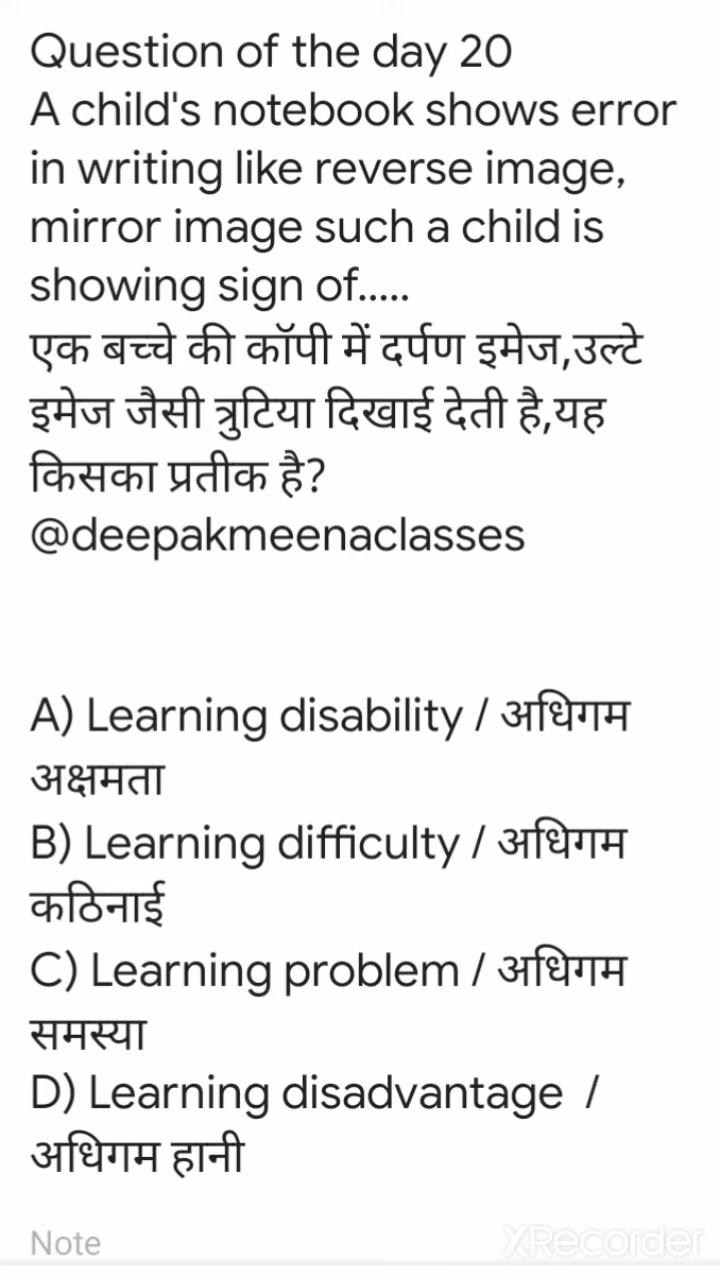 Question of the day 20
A child's notebook shows error
in writing like reverse image,
mirror image such a child is
showing sign of.....
एक बच्चे की कॉपी में दर्पण इमेज,उल्टे
इमेज जैसी त्रुटिया दिखाई देती है,यह
किसका प्रतीक है?
@deepakmeenaclasses
A) Learning disability / अधिगम
अक्षमता
B) Learning difficulty / अधिगम
कठिनाई
C) Learning problem / अधिगम
समस्या
D) Learning disadvantage /
अधिगम हानी
Note
XRecorder